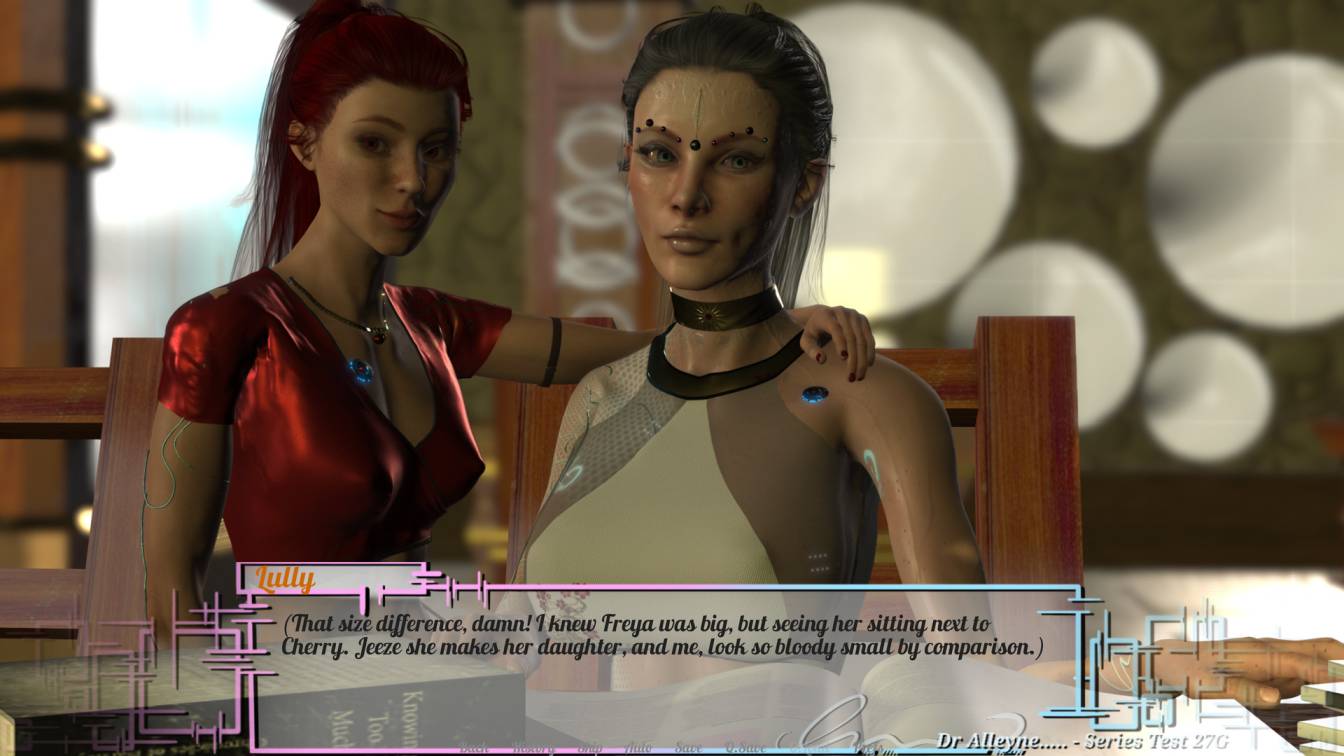 Lully
(That size difference, damn! I knew Freya was big, but seeing her sitting next to
Cherry. Jeeze she makes her daughter, and me, look so bloody small by comparison.)
Knowin
Too
Muc
Back History Skip Auto Save Q.Save
Dr Alleyne..... - Series Test 27G